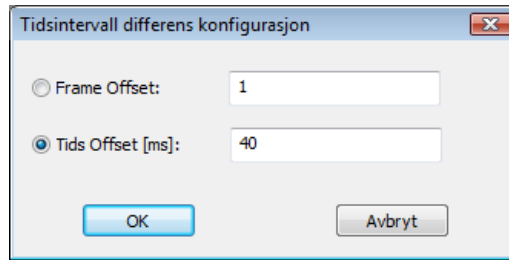 Tidsintervall differens konfigurasjon
Frame Offset: 1
Tids Offset [ms]: 40
OK Avbryt